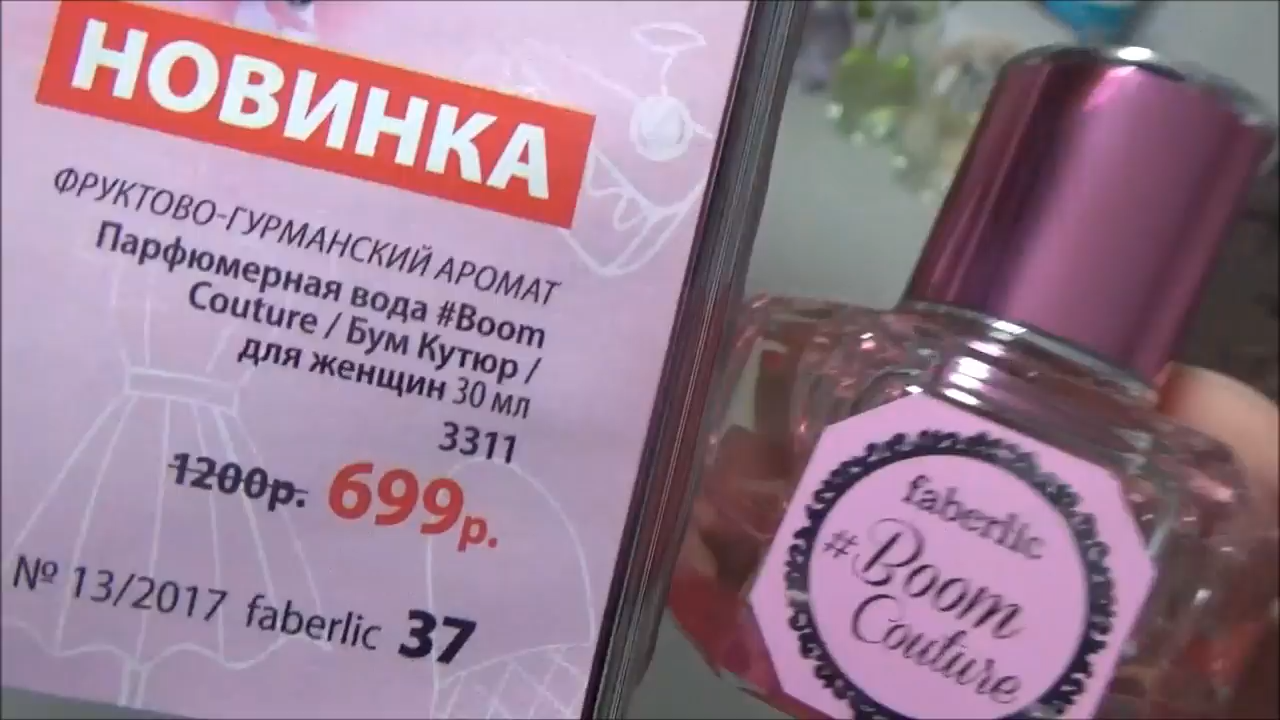 НОВИНКА
ФРУКТОВО-ГУРМАНСКИЙ АРОМАТ
Парфюмерная вода #Boom
Couture / Бум Кутюр /
для женщин 30 мл
3311
1200р. 699р.
№ 13/2017 faberlic 37
faberlic
#Boom
Couture